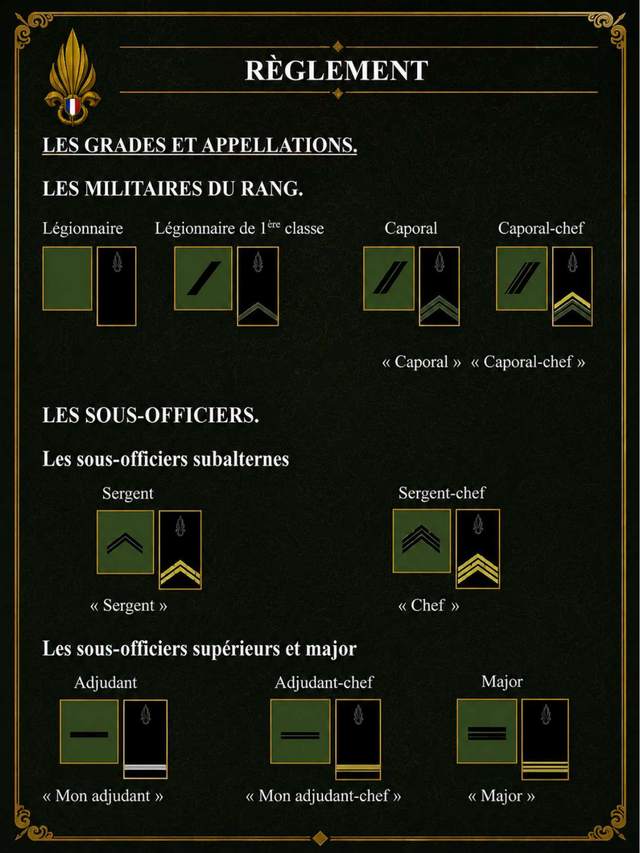 RÈGLEMENT
LES GRADES ET APPELLATIONS.
LES MILITAIRES DU RANG.
Légionnaire Légionnaire de 1ère classe Caporal Caporal-chef
« Caporal » « Caporal-chef »
LES SOUS-OFFICIERS.
Les sous-officiers subalternes
Sergent Sergent-chef
« Sergent » « Chef »
Les sous-officiers supérieurs et major
Adjudant Adjudant-chef Major
« Mon adjudant » « Mon adjudant-chef » « Major »